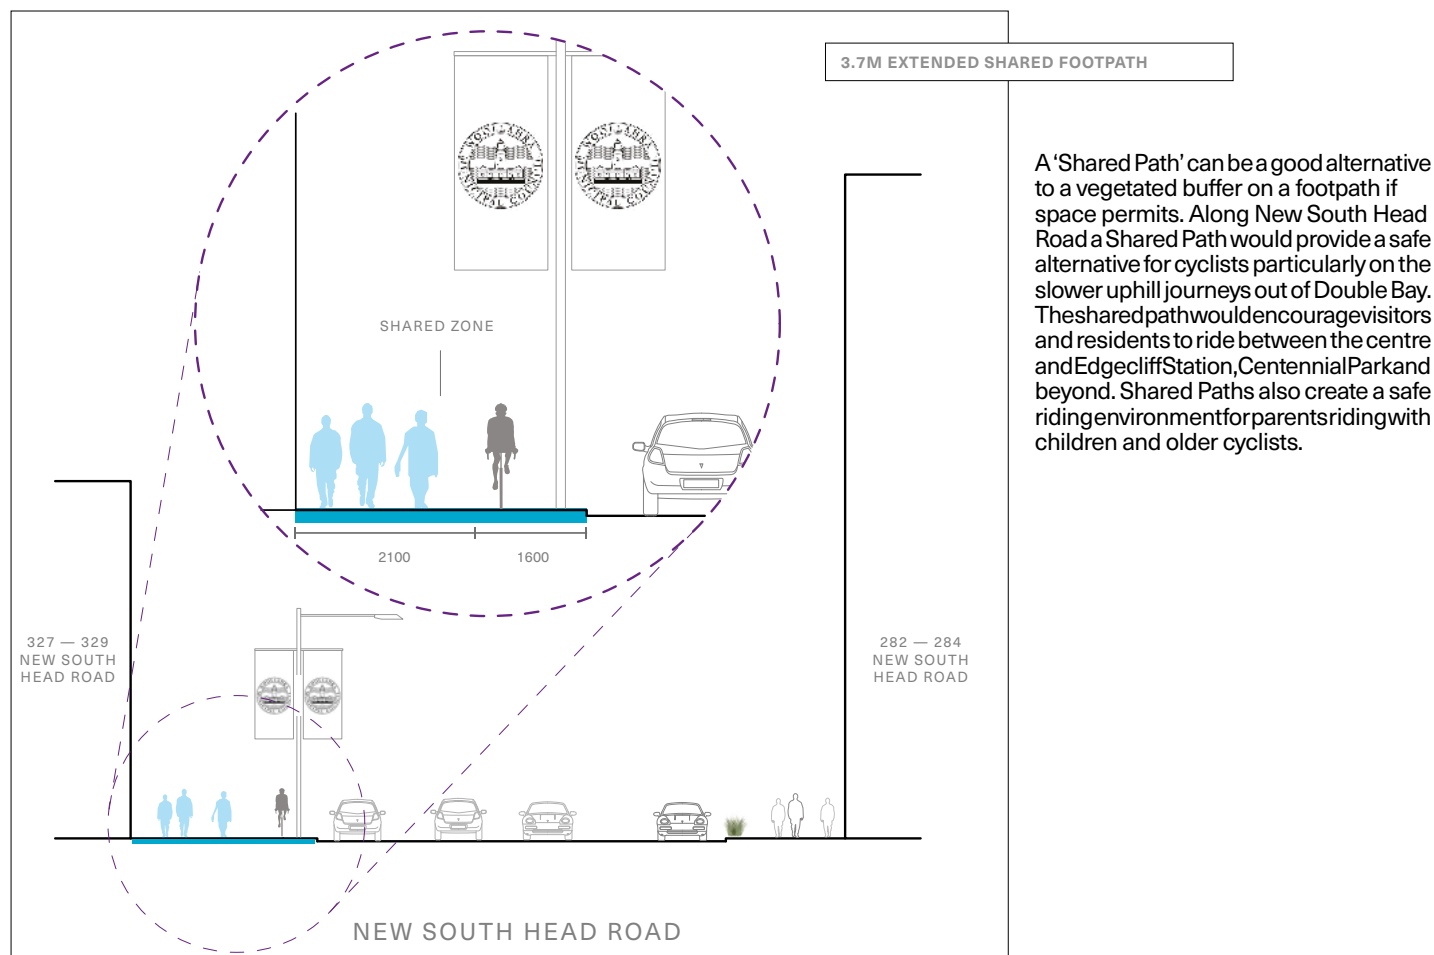 3.7M EXTENDED SHARED FOOTPATH
A ‘Shared Path’ can be a good alternative
to a vegetated buffer on a footpath if
space permits. Along New South Head
Road a Shared Path would provide a safe
alternative for cyclists particularly on the
slower uphill journeys out of Double Bay.
The shared path would encourage visitors
and residents to ride between the centre
and Edgecliff Station, Centennial Park and
beyond. Shared Paths also create a safe
riding environment for parents riding with
children and older cyclists.
SHARED ZONE
2100
1600
327 — 329
NEW SOUTH
HEAD ROAD
282 — 284
NEW SOUTH
HEAD ROAD
NEW SOUTH HEAD ROAD